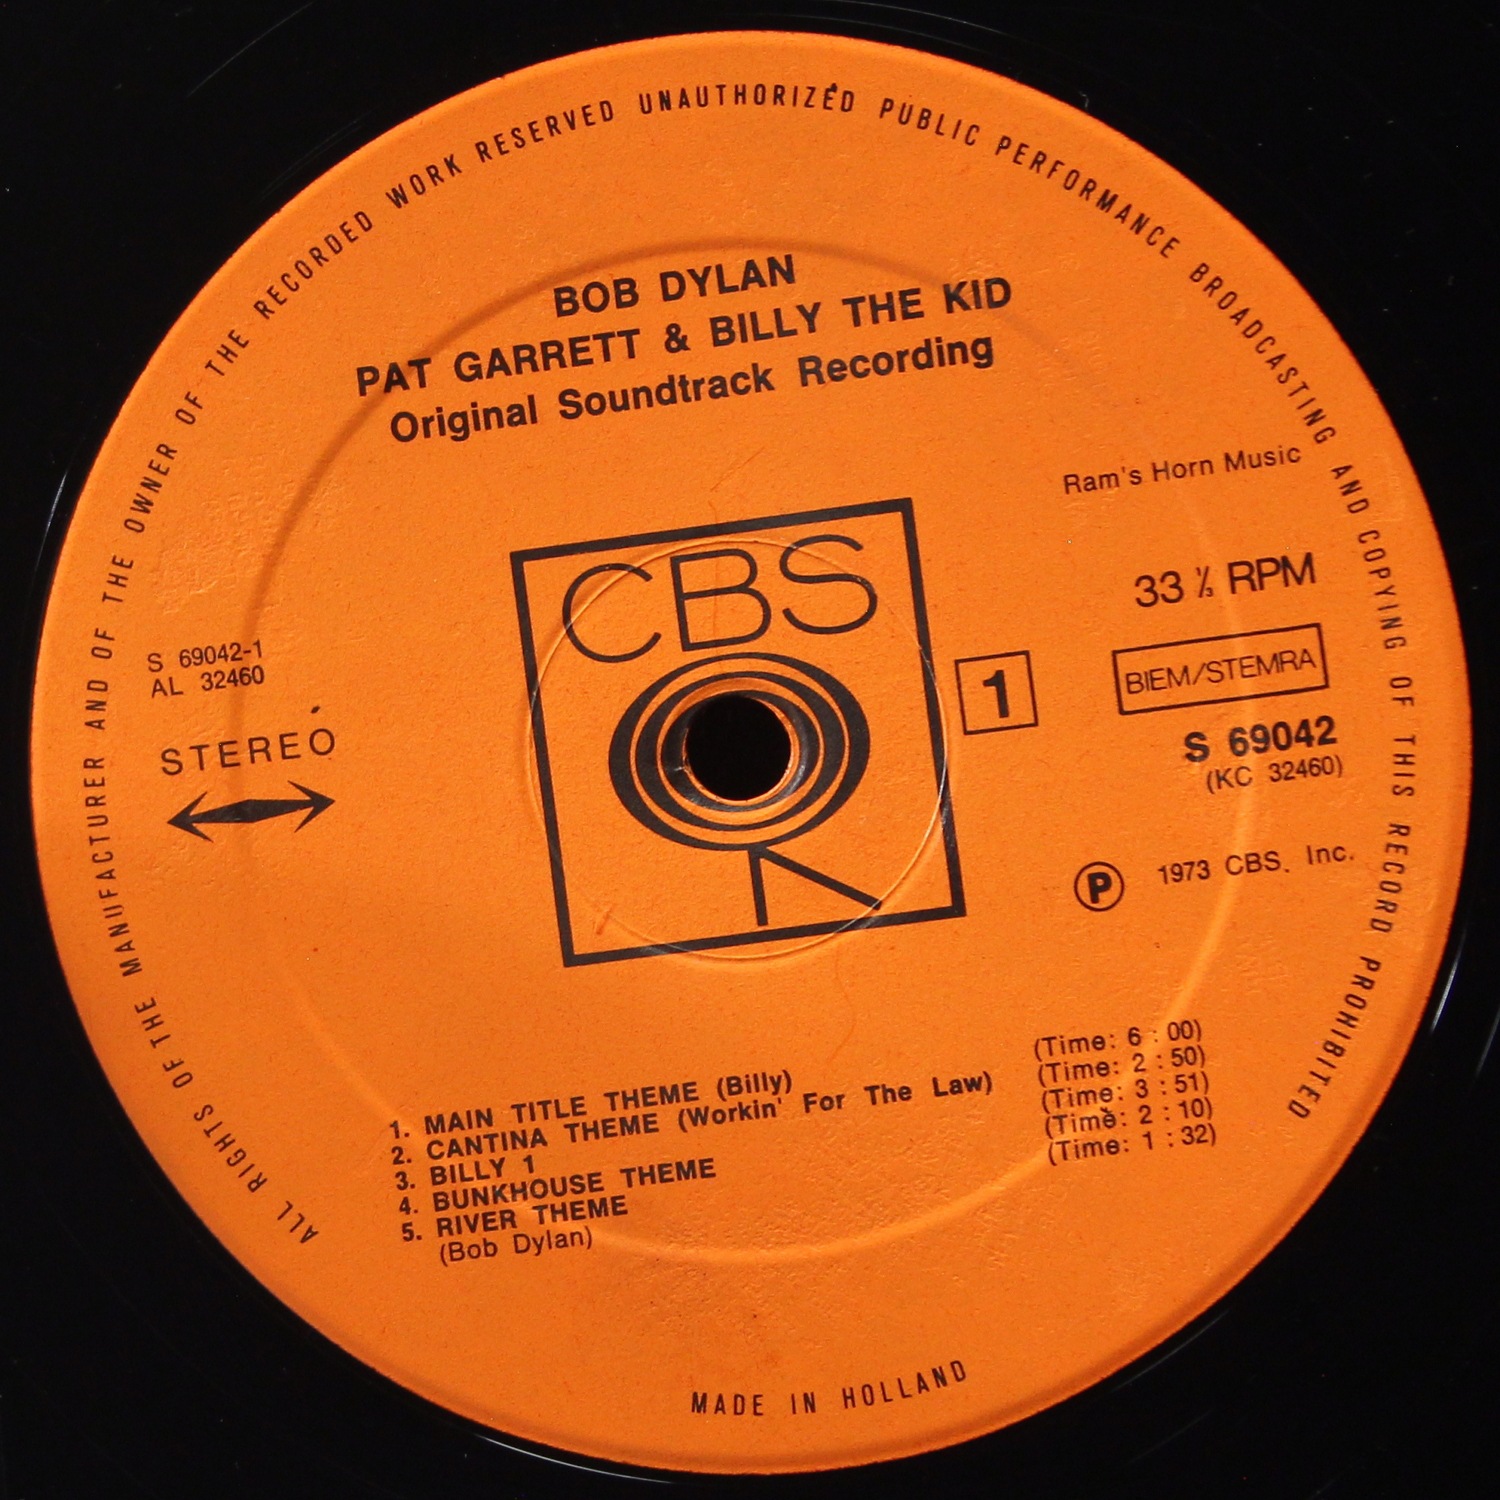 ALL RIGHTS OF THE MANUFACTURER AND OF THE OWNER OF THE RECORDED WORK RESERVED UNAUTHORIZED PUBLIC PERFORMANCE BROADCASTING AND COPYING OF THIS RECORD PROHIBITED
BOB DYLAN
PAT GARRETT & BILLY THE KID
Original Soundtrack Recording
Ram's Horn Music
CBS
33 ⅓ RPM
BIEM/STEMRA
S 69042-1
AL 32460
1
S 69042
(KC 32460)
STEREO
Ⓟ 1973 CBS. Inc.
1. MAIN TITLE THEME (Billy) (Time: 6 : 00)
2. CANTINA THEME (Workin' For The Law) (Time: 2 : 50)
3. BILLY 1 (Time: 3 : 51)
4. BUNKHOUSE THEME (Time: 2 : 10)
5. RIVER THEME (Time: 1 : 32)
(Bob Dylan)
MADE IN HOLLAND